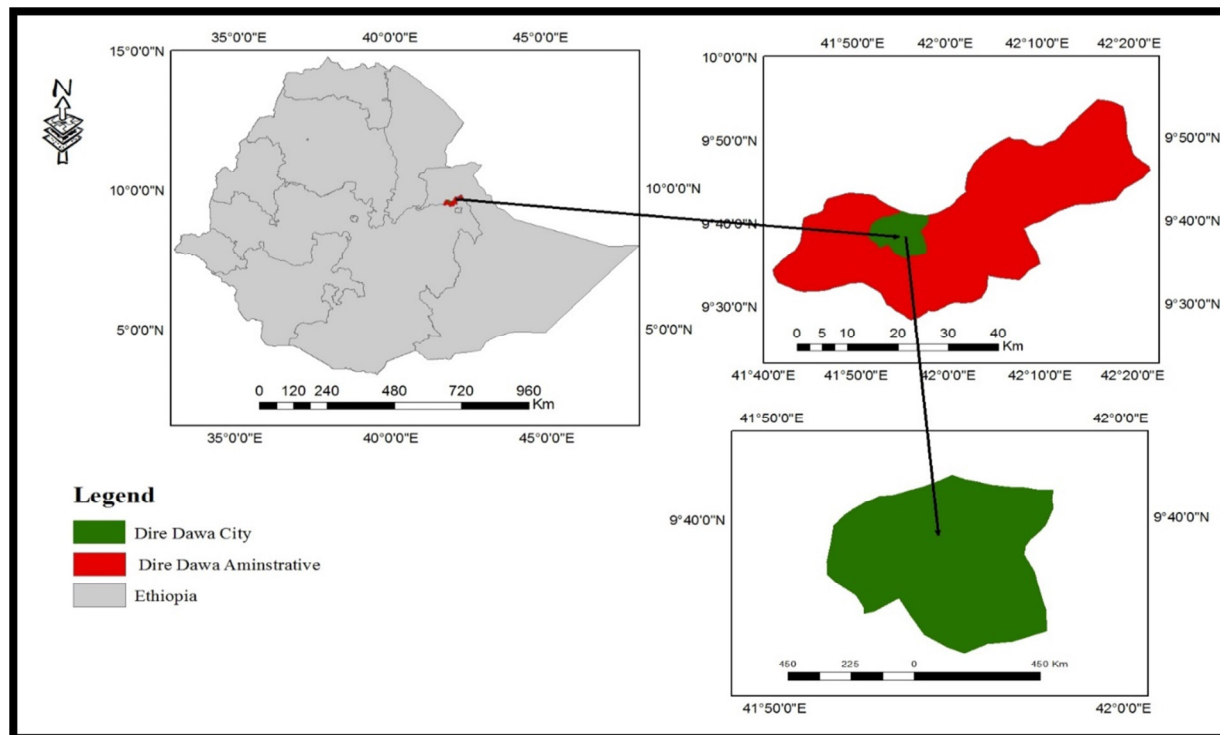 N
35°0'0"E 40°0'0"E 45°0'0"E
15°0'0"N
10°0'0"N 10°0'0"N
5°0'0"N 5°0'0"N
0 120 240 480 720 960
Km
35°0'0"E 40°0'0"E 45°0'0"E
41°50'0"E 42°0'0"E 42°10'0"E 42°20'0"E
10°0'0"N
9°50'0"N 9°50'0"N
9°40'0"N 9°40'0"N
9°30'0"N 9°30'0"N
0 5 10 20 30 40
Km
41°40'0"E 41°50'0"E 42°0'0"E 42°10'0"E 42°20'0"E
Legend
Dire Dawa City
Dire Dawa Aminstrative
Ethiopia
41°50'0"E 42°0'0"E
9°40'0"N 9°40'0"N
450 225 0 450 Km
41°50'0"E 42°0'0"E